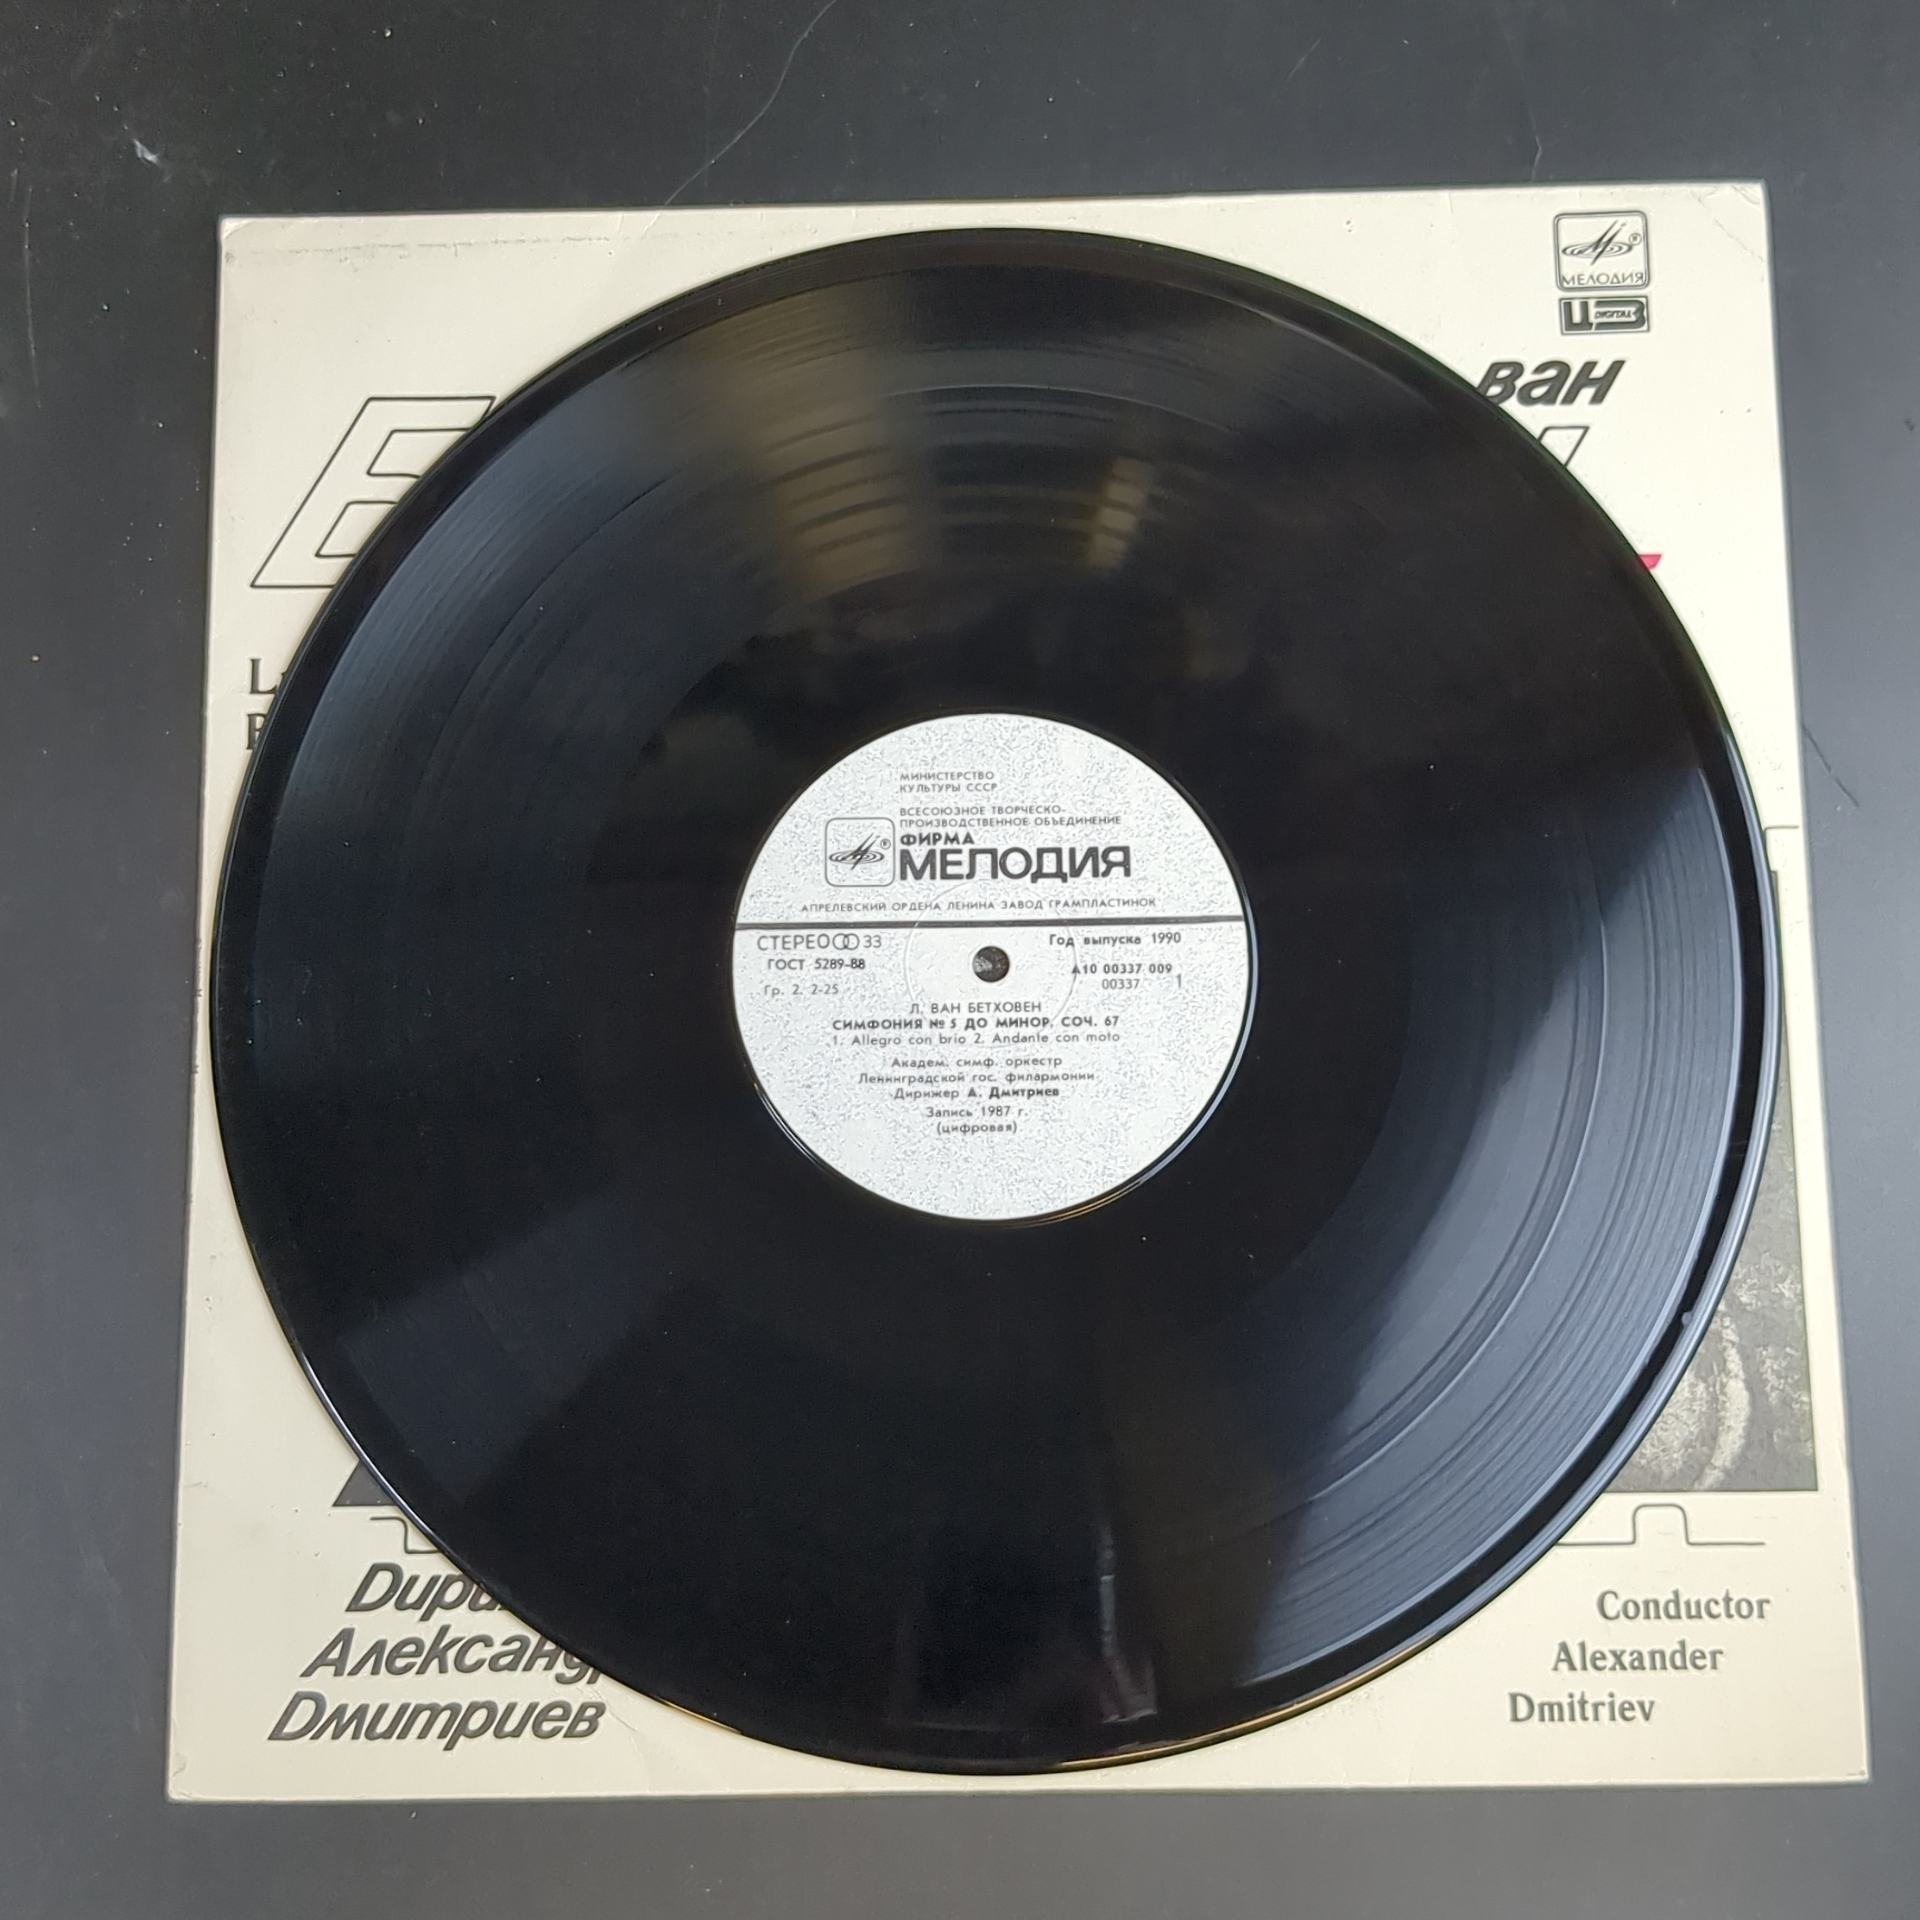 МЕЛОДИЯ
DIGITAL
ван
МИНИСТЕРСТВО
КУЛЬТУРЫ СССР
ВСЕСОЮЗНОЕ ТВОРЧЕСКО-
ПРОИЗВОДСТВЕННОЕ ОБЪЕДИНЕНИЕ
ФИРМА
МЕЛОДИЯ
АПРЕЛЕВСКИЙ ОРДЕНА ЛЕНИНА ЗАВОД ГРАМПЛАСТИНОК
СТЕРЕО 33
Год выпуска 1990
ГОСТ 5289-88
А10 00337 009
Гр. 2. 2-25
00337 1
Л. ВАН БЕТХОВЕН
СИМФОНИЯ № 5 ДО МИНОР, СОЧ. 67
1. Allegro con brio 2. Andante con moto
Академ. симф. оркестр
Ленинградской гос. филармонии
Дирижер А. Дмитриев
Запись 1987 г.
(цифровая)
Дмитриев
Conductor
Alexander
Dmitriev